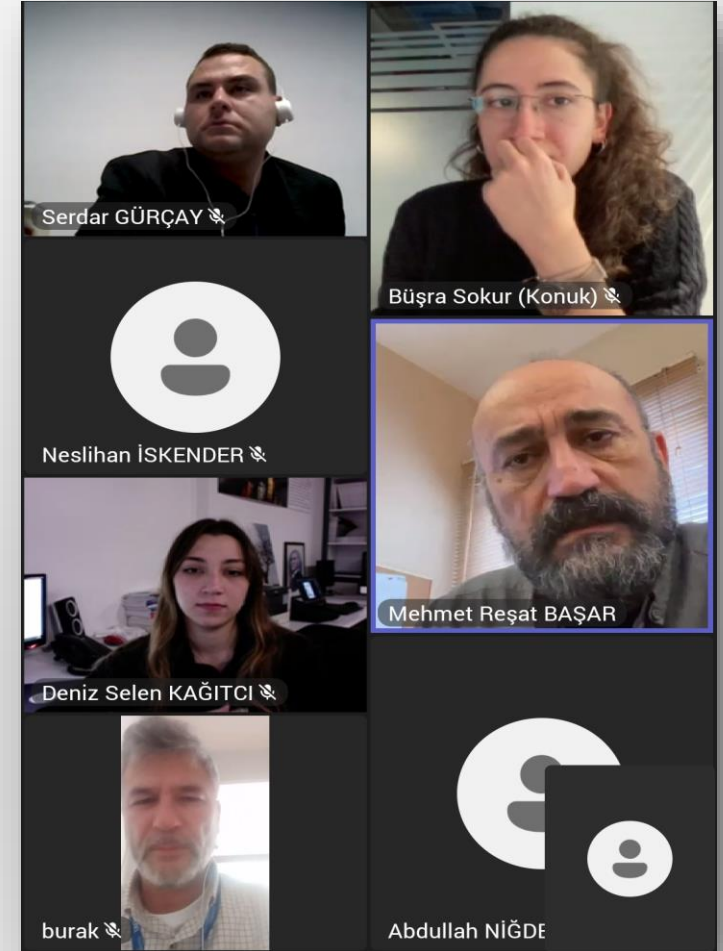 Serdar GÜRÇAY
Büşra Sokur (Konuk)
Neslihan İSKENDER
Mehmet Reşat BAŞAR
Deniz Selen KAĞITCI
burak
Abdullah NİĞDE